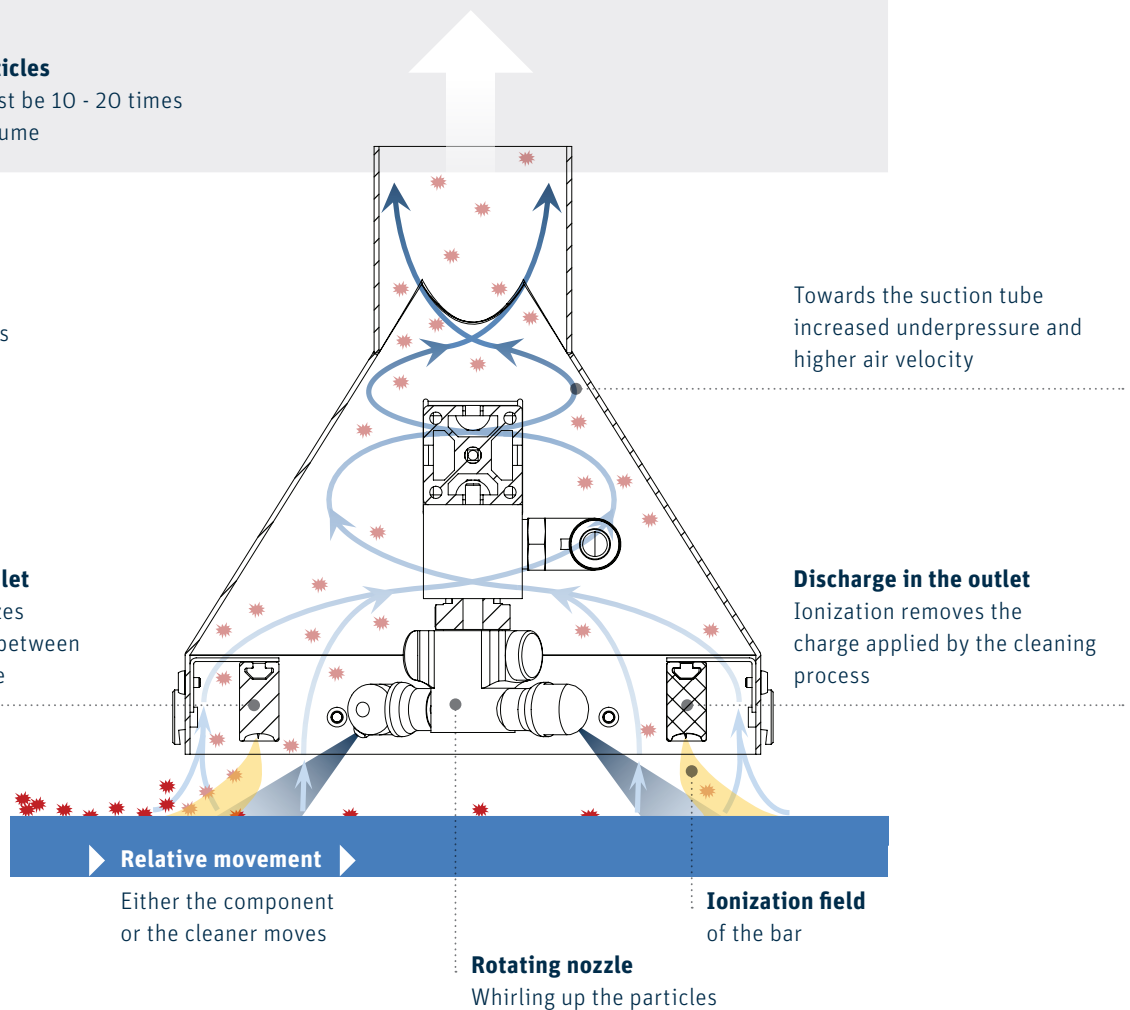 ticles
st be 10 - 20 times
ume
s
Towards the suction tube
increased underpressure and
higher air velocity
let
zes
between
e
Discharge in the outlet
Ionization removes the
charge applied by the cleaning
process
Relative movement
Either the component
or the cleaner moves
Ionization field
of the bar
Rotating nozzle
Whirling up the particles